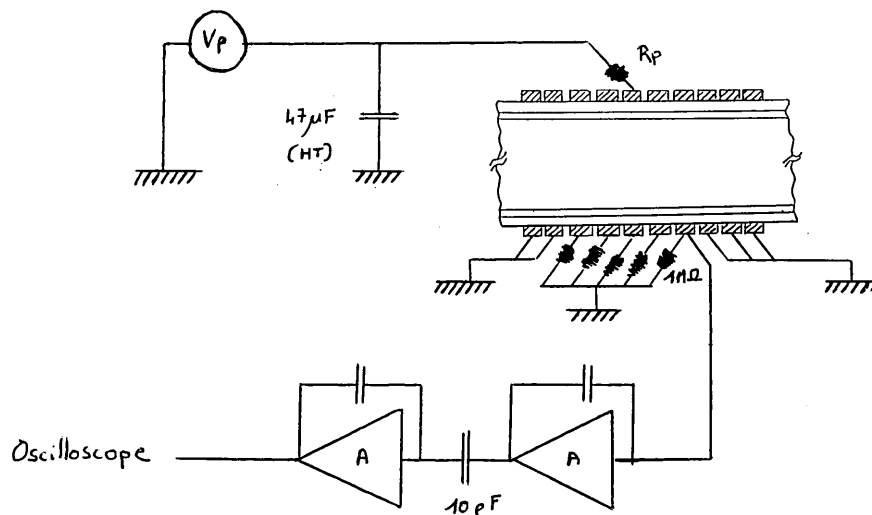 Vp
Rp
47µF
(HT)
1MΩ
Oscilloscope
A
A
10pF